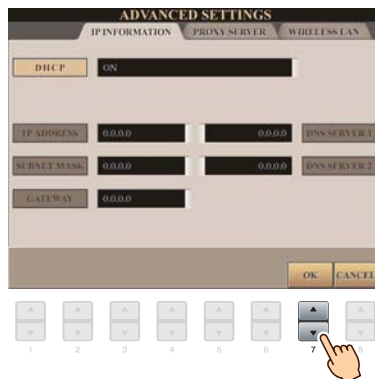 ADVANCED SETTINGS
IP INFORMATION PROXY SERVER WIRELESS LAN
DHCP ON
IP ADDRESS 0.0.0.0 0.0.0.0 DNS SERVER 1
SUBNET MASK 0.0.0.0 0.0.0.0 DNS SERVER 2
GATEWAY 0.0.0.0
OK CANCEL
1 2 3 4 5 6 7 8